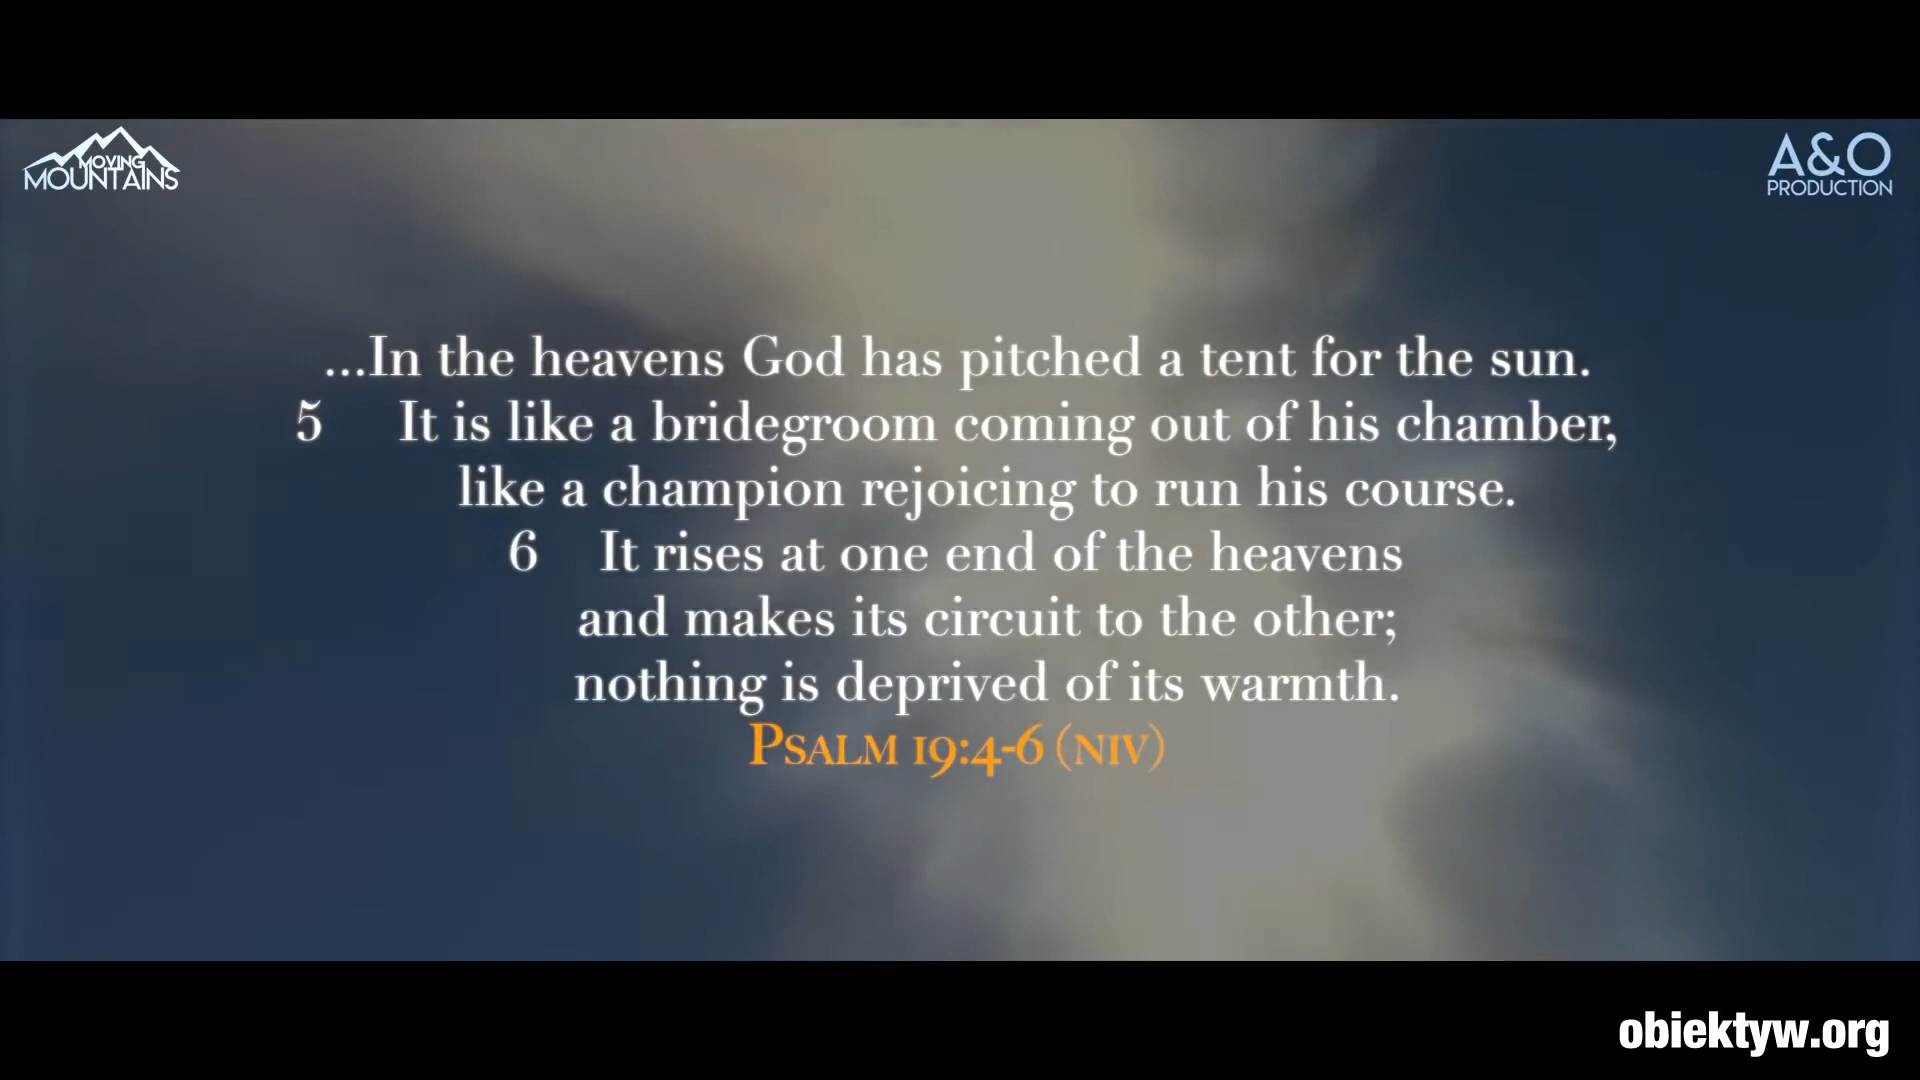 MOVING
MOUNTAINS
A&O
PRODUCTION
...In the heavens God has pitched a tent for the sun.
5 It is like a bridegroom coming out of his chamber,
like a champion rejoicing to run his course.
6 It rises at one end of the heavens
and makes its circuit to the other;
nothing is deprived of its warmth.
PSALM 19:4-6 (NIV)
obiektyw.org